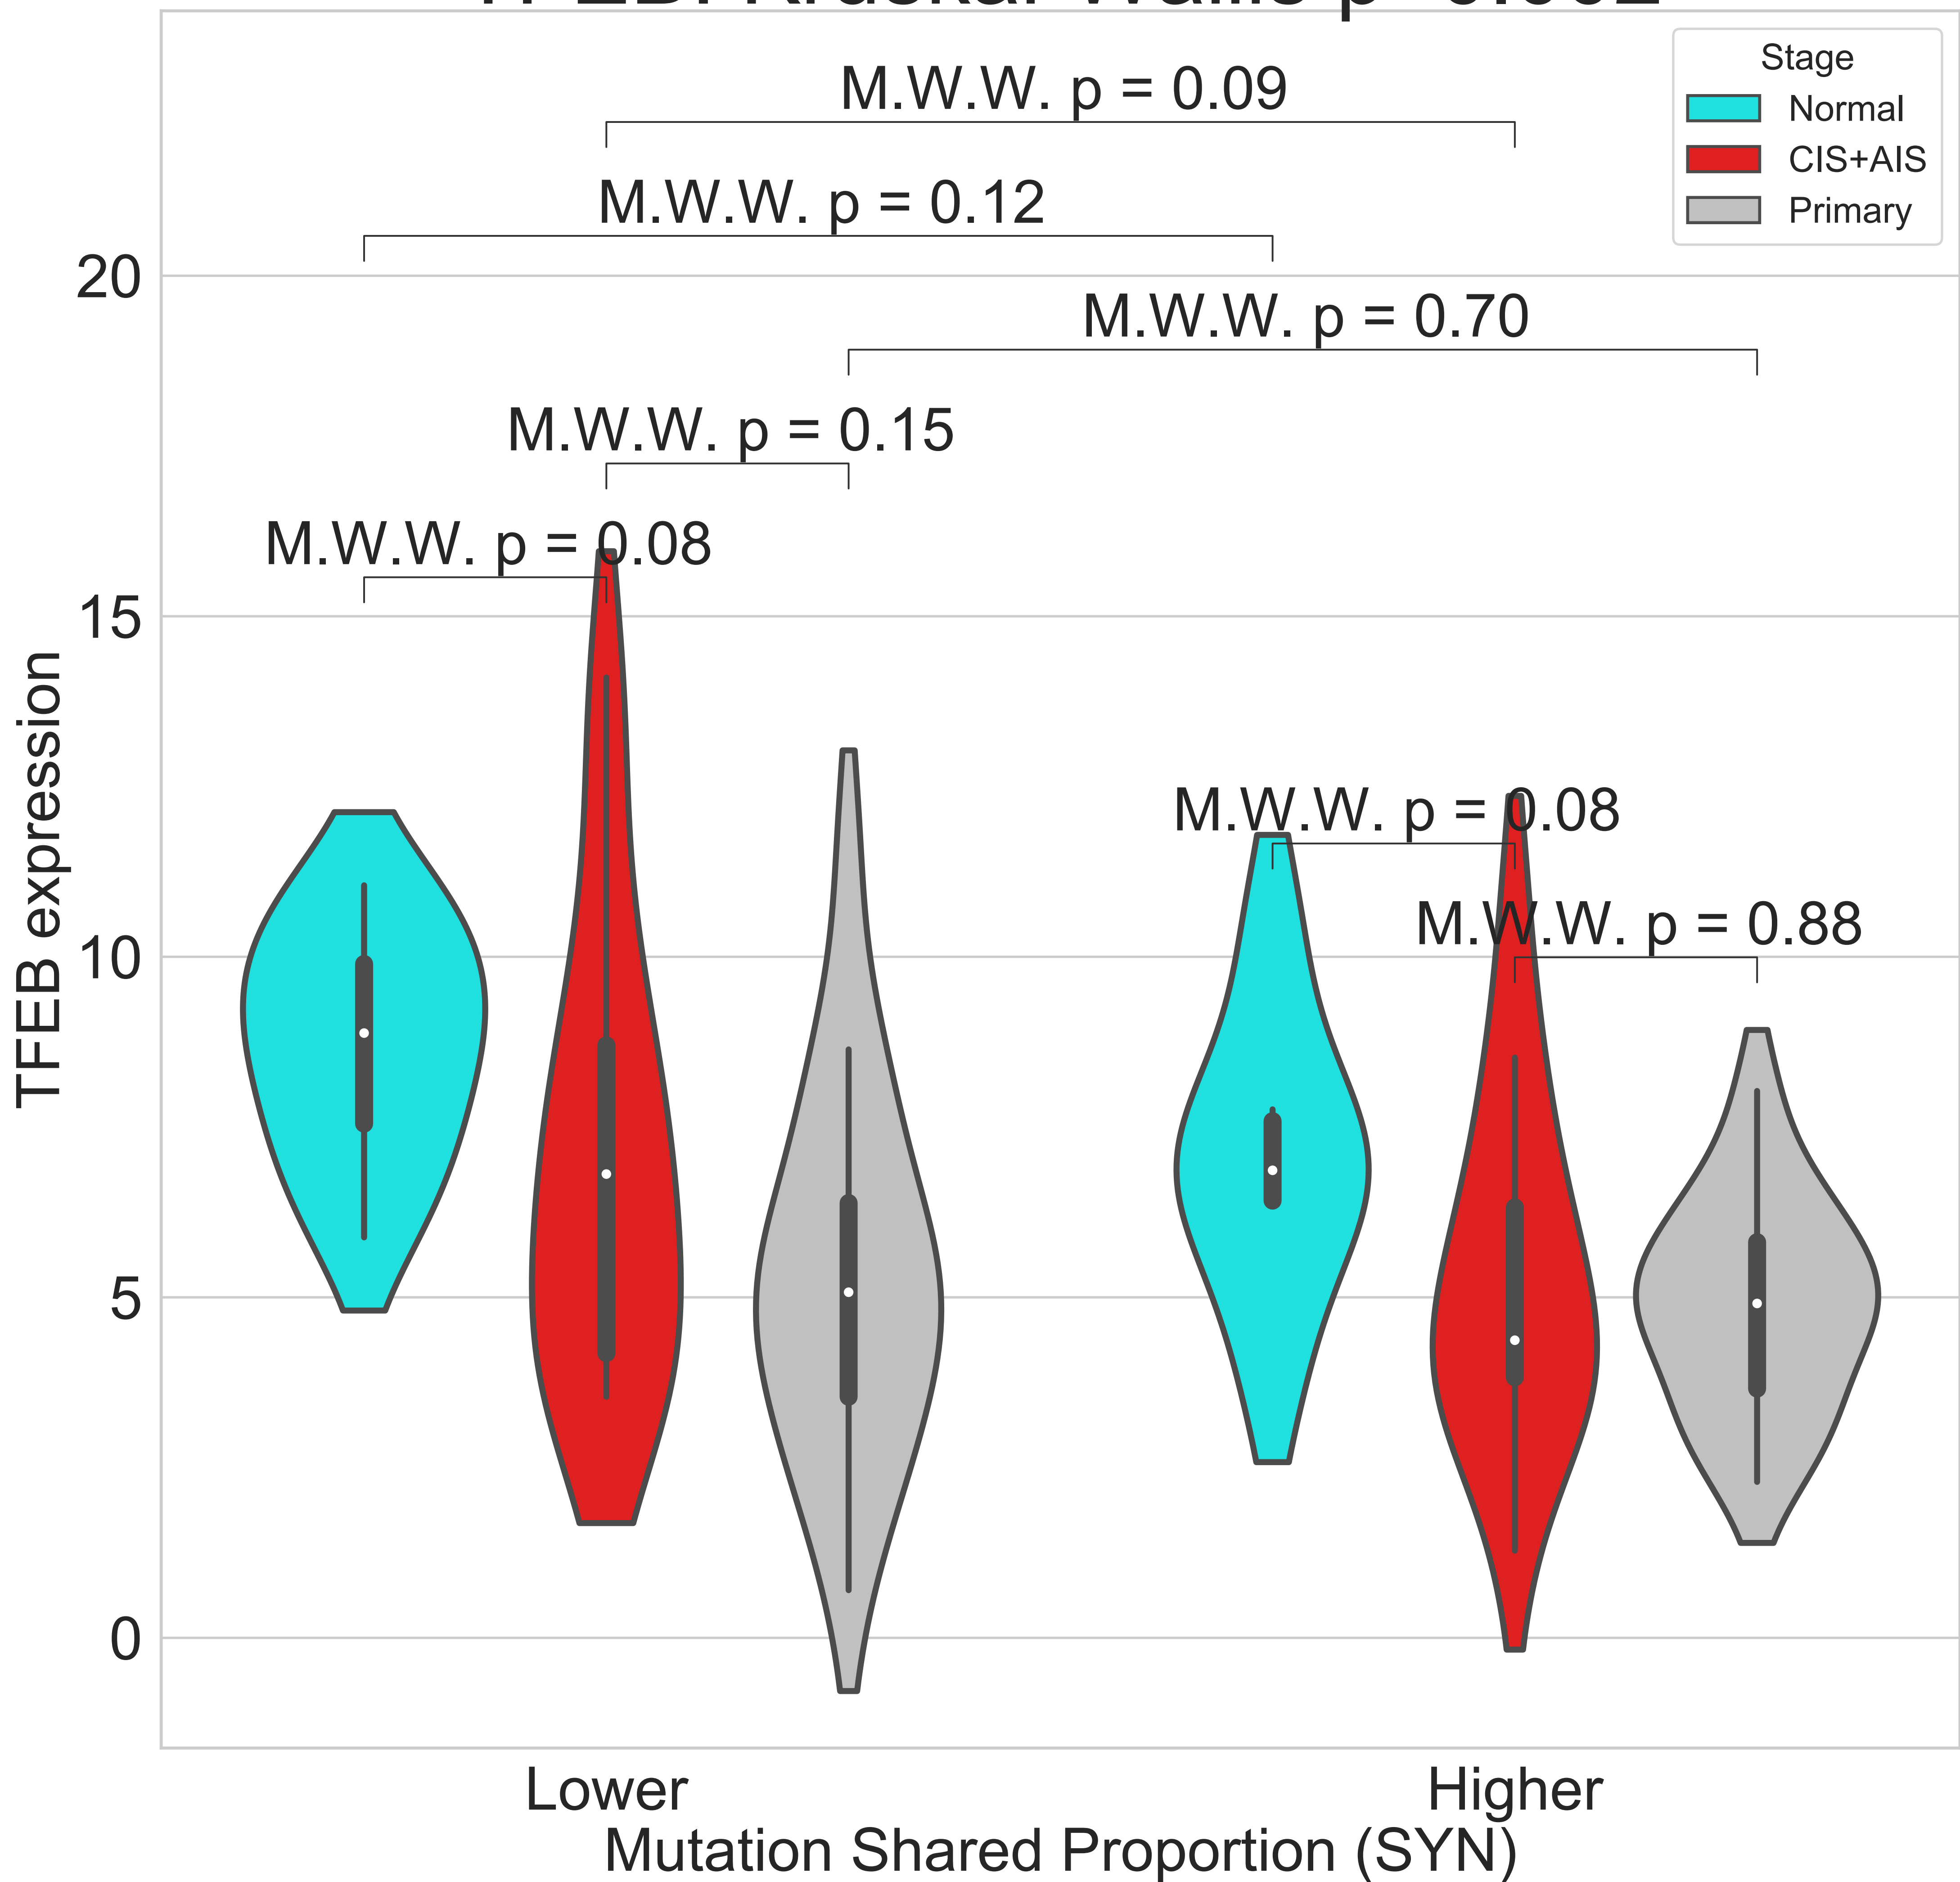 Stage
Normal
CIS+AIS
Primary
M.W.W. p = 0.09
M.W.W. p = 0.12
M.W.W. p = 0.70
M.W.W. p = 0.15
M.W.W. p = 0.08
M.W.W. p = 0.08
M.W.W. p = 0.88
20
15
10
5
0
TFEB expression
Lower
Higher
Mutation Shared Proportion (SYN)